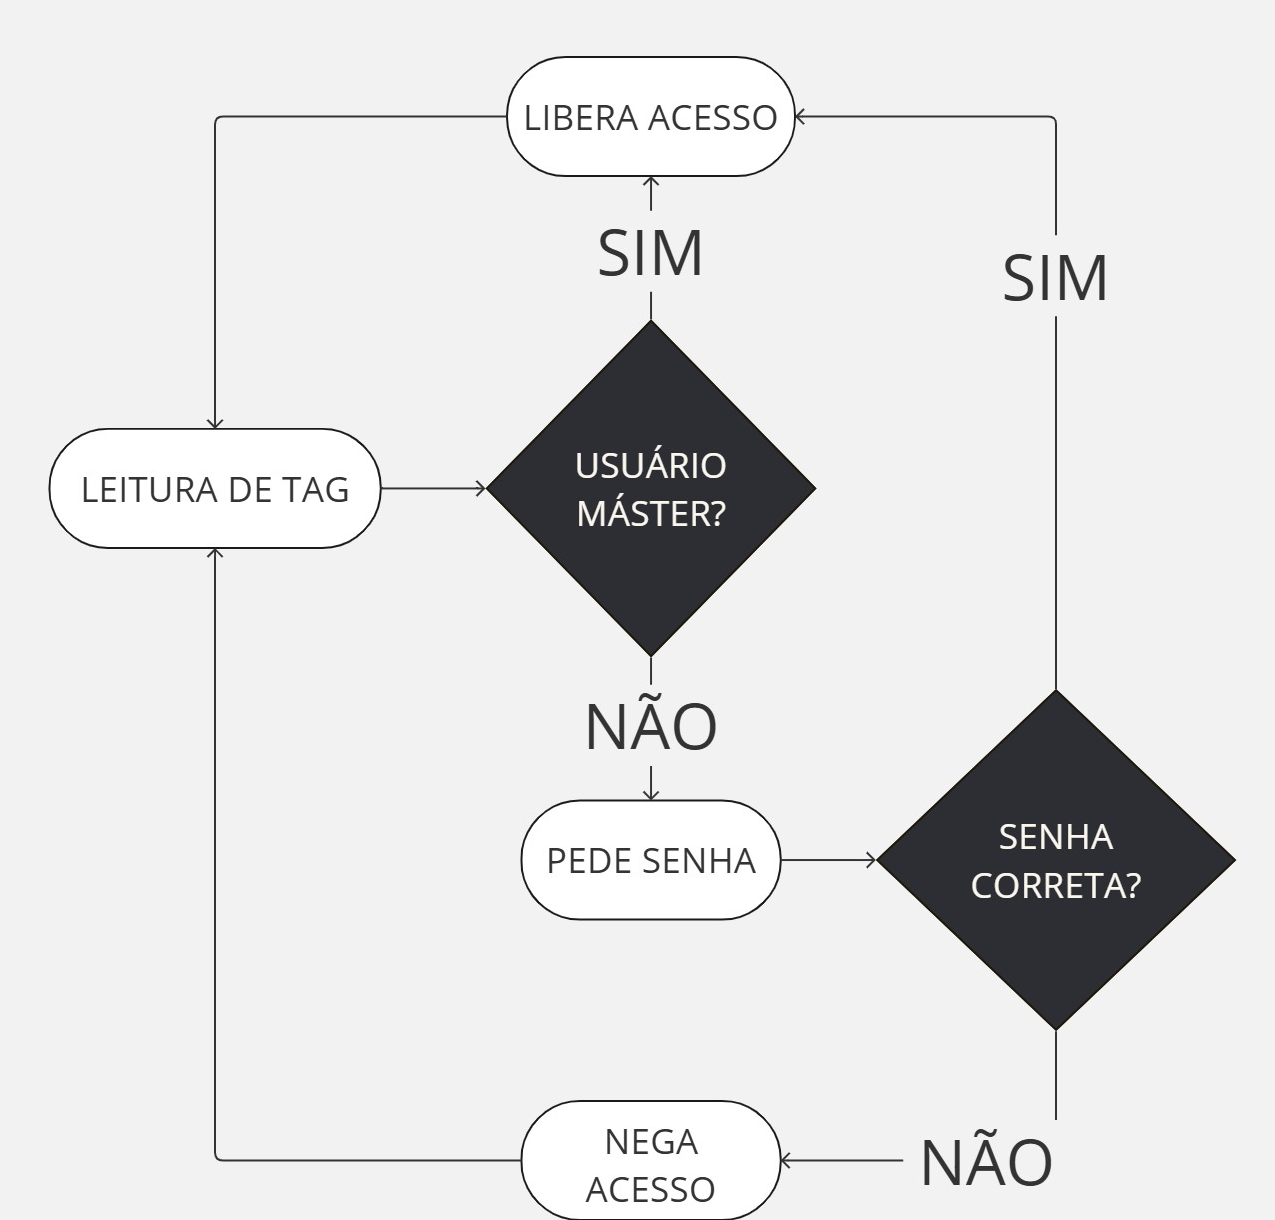 LIBERA ACESSO
SIM
SIM
LEITURA DE TAG
USUÁRIO
MÁSTER?
NÃO
PEDE SENHA
SENHA
CORRETA?
NEGA
ACESSO
NÃO